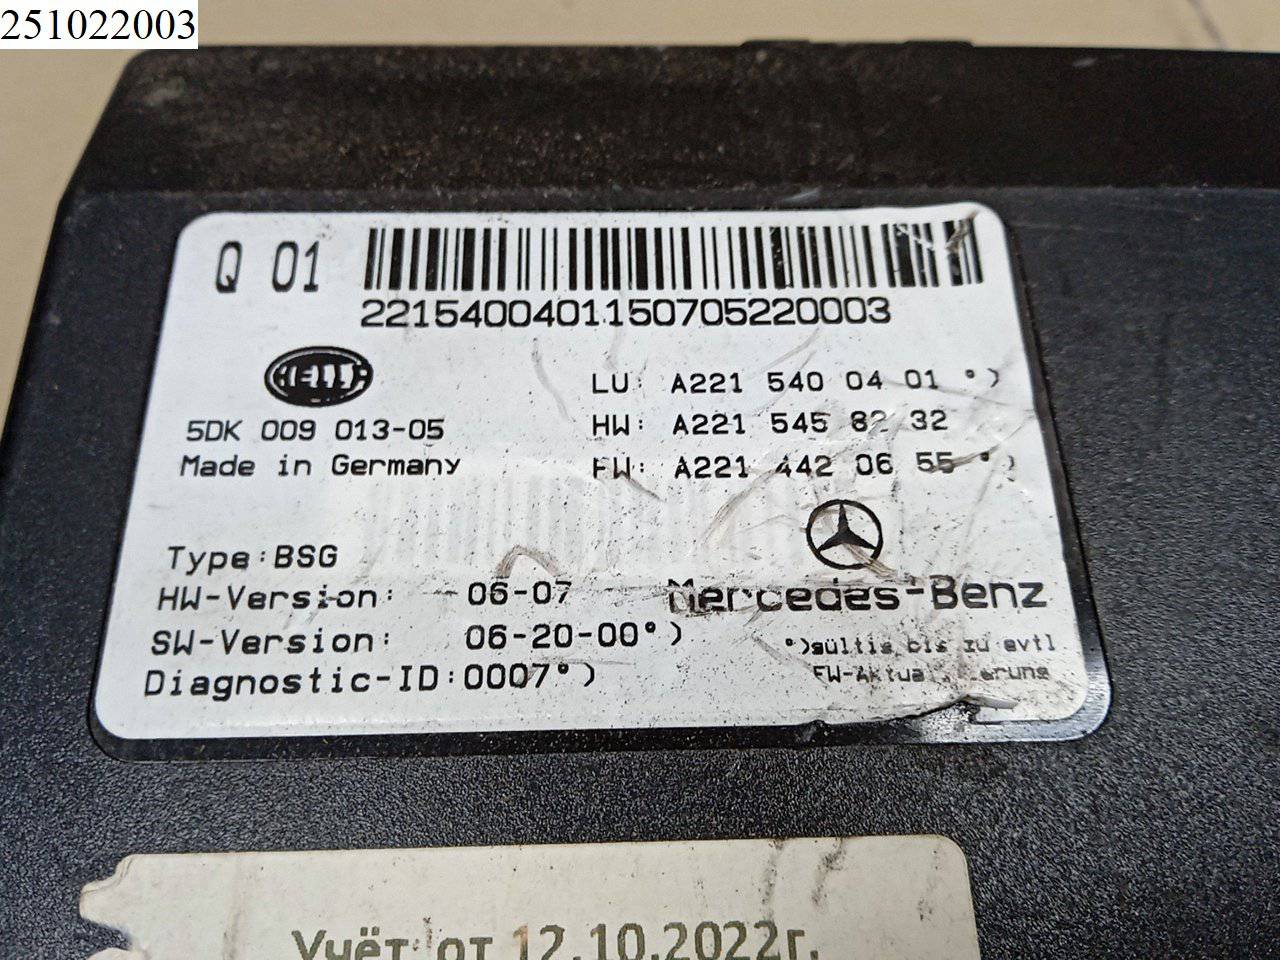 251022003
Q 01
2215400401150705220003
HELLA
LU: A221 540 04 01 °)
5DK 009 013-05
HW: A221 545 82 32
Made in Germany
FW: A221 442 06 55 °)
Type:BSG
HW-Version: 06-07
Mercedes-Benz
SW-Version: 06-20-00°)
°)gültig bis zu evtl
Diagnostic-ID:0007°)
Учёт от 12.10.2022г.